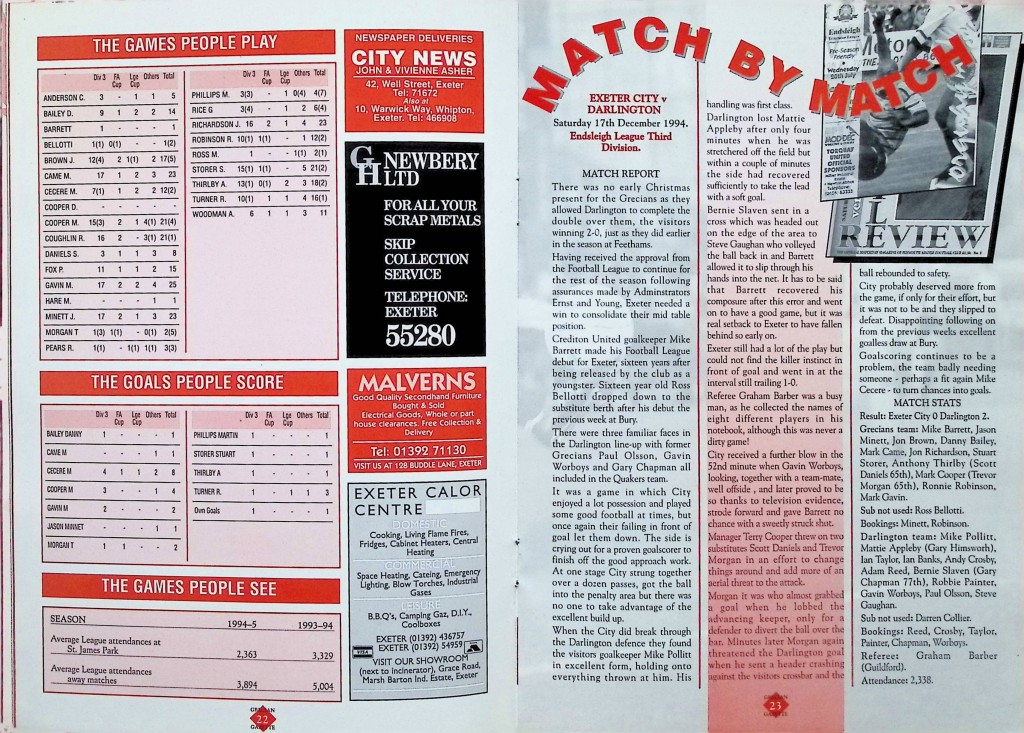 THE GAMES PEOPLE PLAY
Div 3 FA Cup Lge Cup Others Total
ANDERSON C. 3 - 1 1 5
BAILEY D. 9 1 2 2 14
BARRETT 1 - - - 1
BELLOTTI 1(1) 0(1) - - 1(2)
BROWN J. 12(4) 2 1(1) 2 17(5)
CAME M. 17 1 2 3 23
CECERE M. 7(1) 1 2 2 12(2)
COOPER D. - - - - -
COOPER M. 15(3) 2 1 4(1) 21(4)
COUGHLIN R. 16 2 - 3(1) 21(1)
DANIELS S. 3 1 1 3 8
FOX P. 11 1 1 2 15
GAVIN M. 17 2 2 4 25
HARE M. - - - 1 1
MINETT J. 17 2 1 3 23
MORGAN T 1(3) 1(1) - 0(1) 2(5)
PEARS R. 1(1) - 1(1) 1(1) 3(3)
Div 3 FA Cup Lge Cup Others Total
PHILLIPS M. 3(3) - 1 0(4) 4(7)
RICE G 3(4) - 1 2 6(4)
RICHARDSON J. 16 2 1 4 23
ROBINSON R. 10(1) 1(1) - 1 12(2)
ROSS M. 1 - - 1(1) 2(1)
STORER S. 15(1) 1(1) - 5 21(2)
THIRLBY A. 13(1) 0(1) 2 3 18(2)
TURNER R. 10(1) 1 1 4 16(1)
WOODMAN A. 6 1 1 3 11
THE GOALS PEOPLE SCORE
Div 3 FA Cup Lge Cup Others Total
BAILEY DANNY 1 - - - 1
CAME M - - - 1 1
CECERE M 4 1 1 2 8
COOPER M 3 - - 1 4
GAVIN M 2 - - - 2
JASON MINNET - - - 1 1
MORGAN T 1 1 - - 2
Div 3 FA Cup Lge Cup Others Total
PHILLIPS MARTIN 1 - - - 1
STORER STUART 1 - - - 1
THIRLBY A 1 - - - 1
TURNER R. 1 - 1 1 3
Own Goals 1 - - - 1
THE GAMES PEOPLE SEE
SEASON 1994-5 1993-94
Average League attendances at
St. James Park 2,363 3,329
Average League attendances
away matches 3,894 5,004
GRECIAN
22
GAZETTE
NEWSPAPER DELIVERIES
CITY NEWS
JOHN & VIVIENNE ASHER
42, Well Street, Exeter
Tel: 71672
Also at
10, Warwick Way, Whipton,
Exeter. Tel: 466908
GH NEWBERY
LTD
FOR ALL YOUR
SCRAP METALS
SKIP
COLLECTION
SERVICE
TELEPHONE:
EXETER
55280
MALVERNS
Good Quality Secondhand Furniture
Bought & Sold
Electrical Goods, Whole or part
house clearances. Free Collection &
Delivery
Tel: 01392 71130
VISIT US AT 128 BUDDLE LANE, EXETER
EXETER CALOR
CENTRE
DOMESTIC
Cooking, Living Flame Fires,
Fridges, Cabinet Heaters, Central
Heating
COMMERCIAL
Space Heating, Cateing, Emergency
Lighting, Blow Torches, Industrial
Gases
LEISURE
B.B.Q's, Camping Gaz, D.I.Y.,
Coolboxes
EXETER (01392) 436757
EXETER (01392) 54959
VISIT OUR SHOWROOM
(next to Incinerator), Grace Road,
Marsh Barton Ind. Estate, Exeter
MATCH BY MATCH
EXETER CITY v
DARLINGTON
Saturday 17th December 1994.
Endsleigh League Third
Division.
MATCH REPORT
There was no early Christmas
present for the Grecians as they
allowed Darlington to complete the
double over them, the visitors
winning 2-0, just as they did earlier
in the season at Feethams.
Having received the approval from
the Football League to continue for
the rest of the season following
assurances made by Adminstrators
Ernst and Young, Exeter needed a
win to consolidate their mid table
position.
Crediton United goalkeeper Mike
Barrett made his Football League
debut for Exeter, sixteen years after
being released by the club as a
youngster. Sixteen year old Ross
Bellotti dropped down to the
substitute berth after his debut the
previous week at Bury.
There were three familiar faces in
the Darlington line-up with former
Grecians Paul Olsson, Gavin
Worboys and Gary Chapman all
included in the Quakers team.
It was a game in which City
enjoyed a lot possession and played
some good football at times, but
once again their failing in front of
goal let them down. The side is
crying out for a proven goalscorer to
finish off the good approach work.
At one stage City strung together
over a dozen passes, got the ball
into the penalty area but there was
no one to take advantage of the
excellent build up.
When the City did break through
the Darlington defence they found
the visitors goalkeeper Mike Pollitt
in excellent form, holding onto
everything thrown at him. His
handling was first class.
Darlington lost Mattie
Appleby after only four
minutes when he was
stretchered off the field but
within a couple of minutes
the side had recovered
sufficiently to take the lead
with a soft goal.
Bernie Slaven sent in a
cross which was headed out
on the edge of the area to
Steve Gaughan who volleyed
the ball back in and Barrett
allowed it to slip through his
hands into the net. It has to be said
that Barrett recovered his
composure after this error and went
on to have a good game, but it was
real setback to Exeter to have fallen
behind so early on.
Exeter still had a lot of the play but
could not find the killer instinct in
front of goal and went in at the
interval still trailing 1-0.
Referee Graham Barber was a busy
man, as he collected the names of
eight different players in his
notebook, although this was never a
dirty game!
City received a further blow in the
52nd minute when Gavin Worboys,
looking, together with a team-mate,
well offside , and later proved to be
so thanks to television evidence,
strode forward and gave Barrett no
chance with a sweetly struck shot.
Manager Terry Cooper threw on two
substitutes Scott Daniels and Trevor
Morgan in an effort to change
things around and add more of an
aerial threat to the attack.
Morgan it was who almost grabbed
a goal when he lobbed the
advancing keeper, only for a
defender to divert the ball over the
bar. Minutes later Morgan again
threatened the Darlington goal
when he sent a header crashing
against the visitors crossbar and the
Endsleigh
Pre-Season
Friendly
Wednesday
TORQUAY
UNITED
OFFICIAL
SPONSORS
REVIEW
ball rebounded to safety.
City probably deserved more from
the game, if only for their effort, but
it was not to be and they slipped to
defeat. Disappointing following on
from the previous weeks excellent
goalless draw at Bury.
Goalscoring continues to be a
problem, the team badly needing
someone - perhaps a fit again Mike
Cecere - to turn chances into goals.
MATCH STATS
Result: Exeter City 0 Darlington 2.
Grecians team: Mike Barrett, Jason
Minett, Jon Brown, Danny Bailey,
Mark Came, Jon Richardson, Stuart
Storer, Anthony Thirlby (Scott
Daniels 65th), Mark Cooper (Trevor
Morgan 65th), Ronnie Robinson,
Mark Gavin.
Sub not used: Ross Bellotti.
Bookings: Minett, Robinson.
Darlington team: Mike Pollitt,
Mattie Appleby (Gary Himsworth),
Ian Taylor, Ian Banks, Andy Crosby,
Adam Reed, Bernie Slaven (Gary
Chapman 77th), Robbie Painter,
Gavin Worboys, Paul Olsson, Steve
Gaughan.
Sub not used: Darren Collier.
Bookings: Reed, Crosby, Taylor,
Painter, Chapman, Worboys.
Referee: Graham Barber
(Guildford).
Attendance: 2,338.
GRECIAN
23
GAZETTE